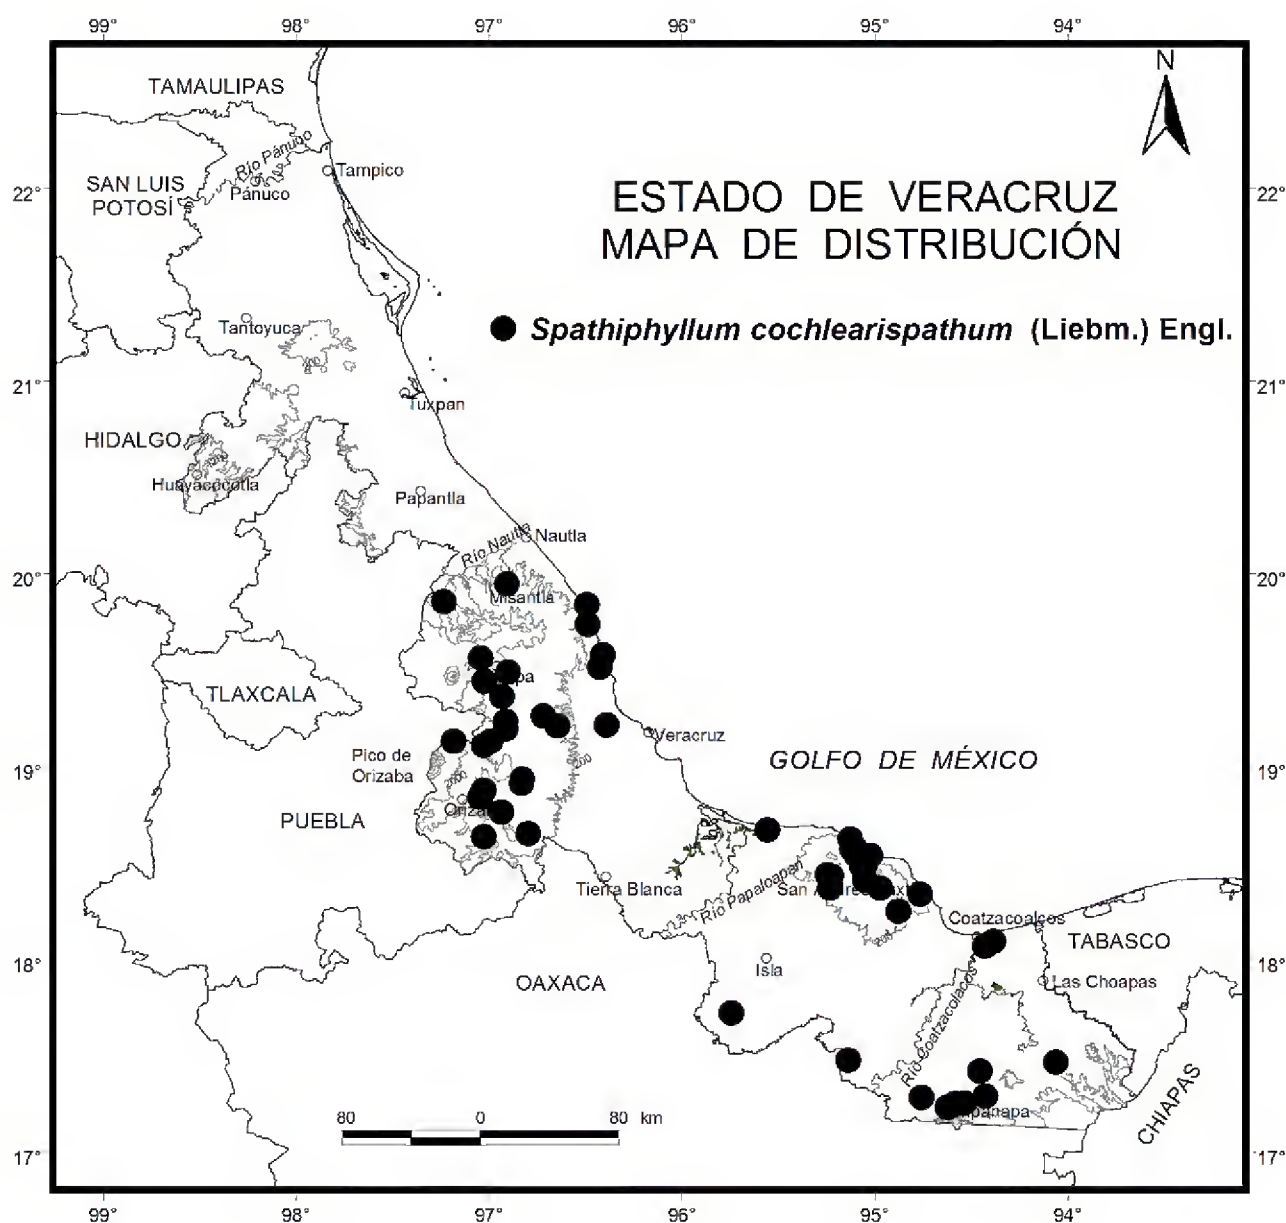 99° 98° 97° 96° 95° 94°
N
TAMAULIPAS
Río Pánuco
Tampico
SAN LUIS
POTOSÍ
Pánuco
22° 22°
ESTADO DE VERACRUZ
MAPA DE DISTRIBUCIÓN
Tantoyuca
Spathiphyllum cochlearispathum (Liebm.) Engl.
21° 21°
Tuxpan
HIDALGO
Huayacocotla
Papantla
Río Nautla
Nautla
20° 20°
Misantla
TLAXCALA
Veracruz
Pico de
Orizaba
GOLFO DE MÉXICO
19° 19°
200
2000
PUEBLA
Tierra Blanca
Río Papaloapan
200
Coatzacoalcos
TABASCO
18° 18°
Isla
OAXACA
Las Choapas
Río Coatzacoalcos
CHIAPAS
80 0 80 km
17° 17°
99° 98° 97° 96° 95° 94°